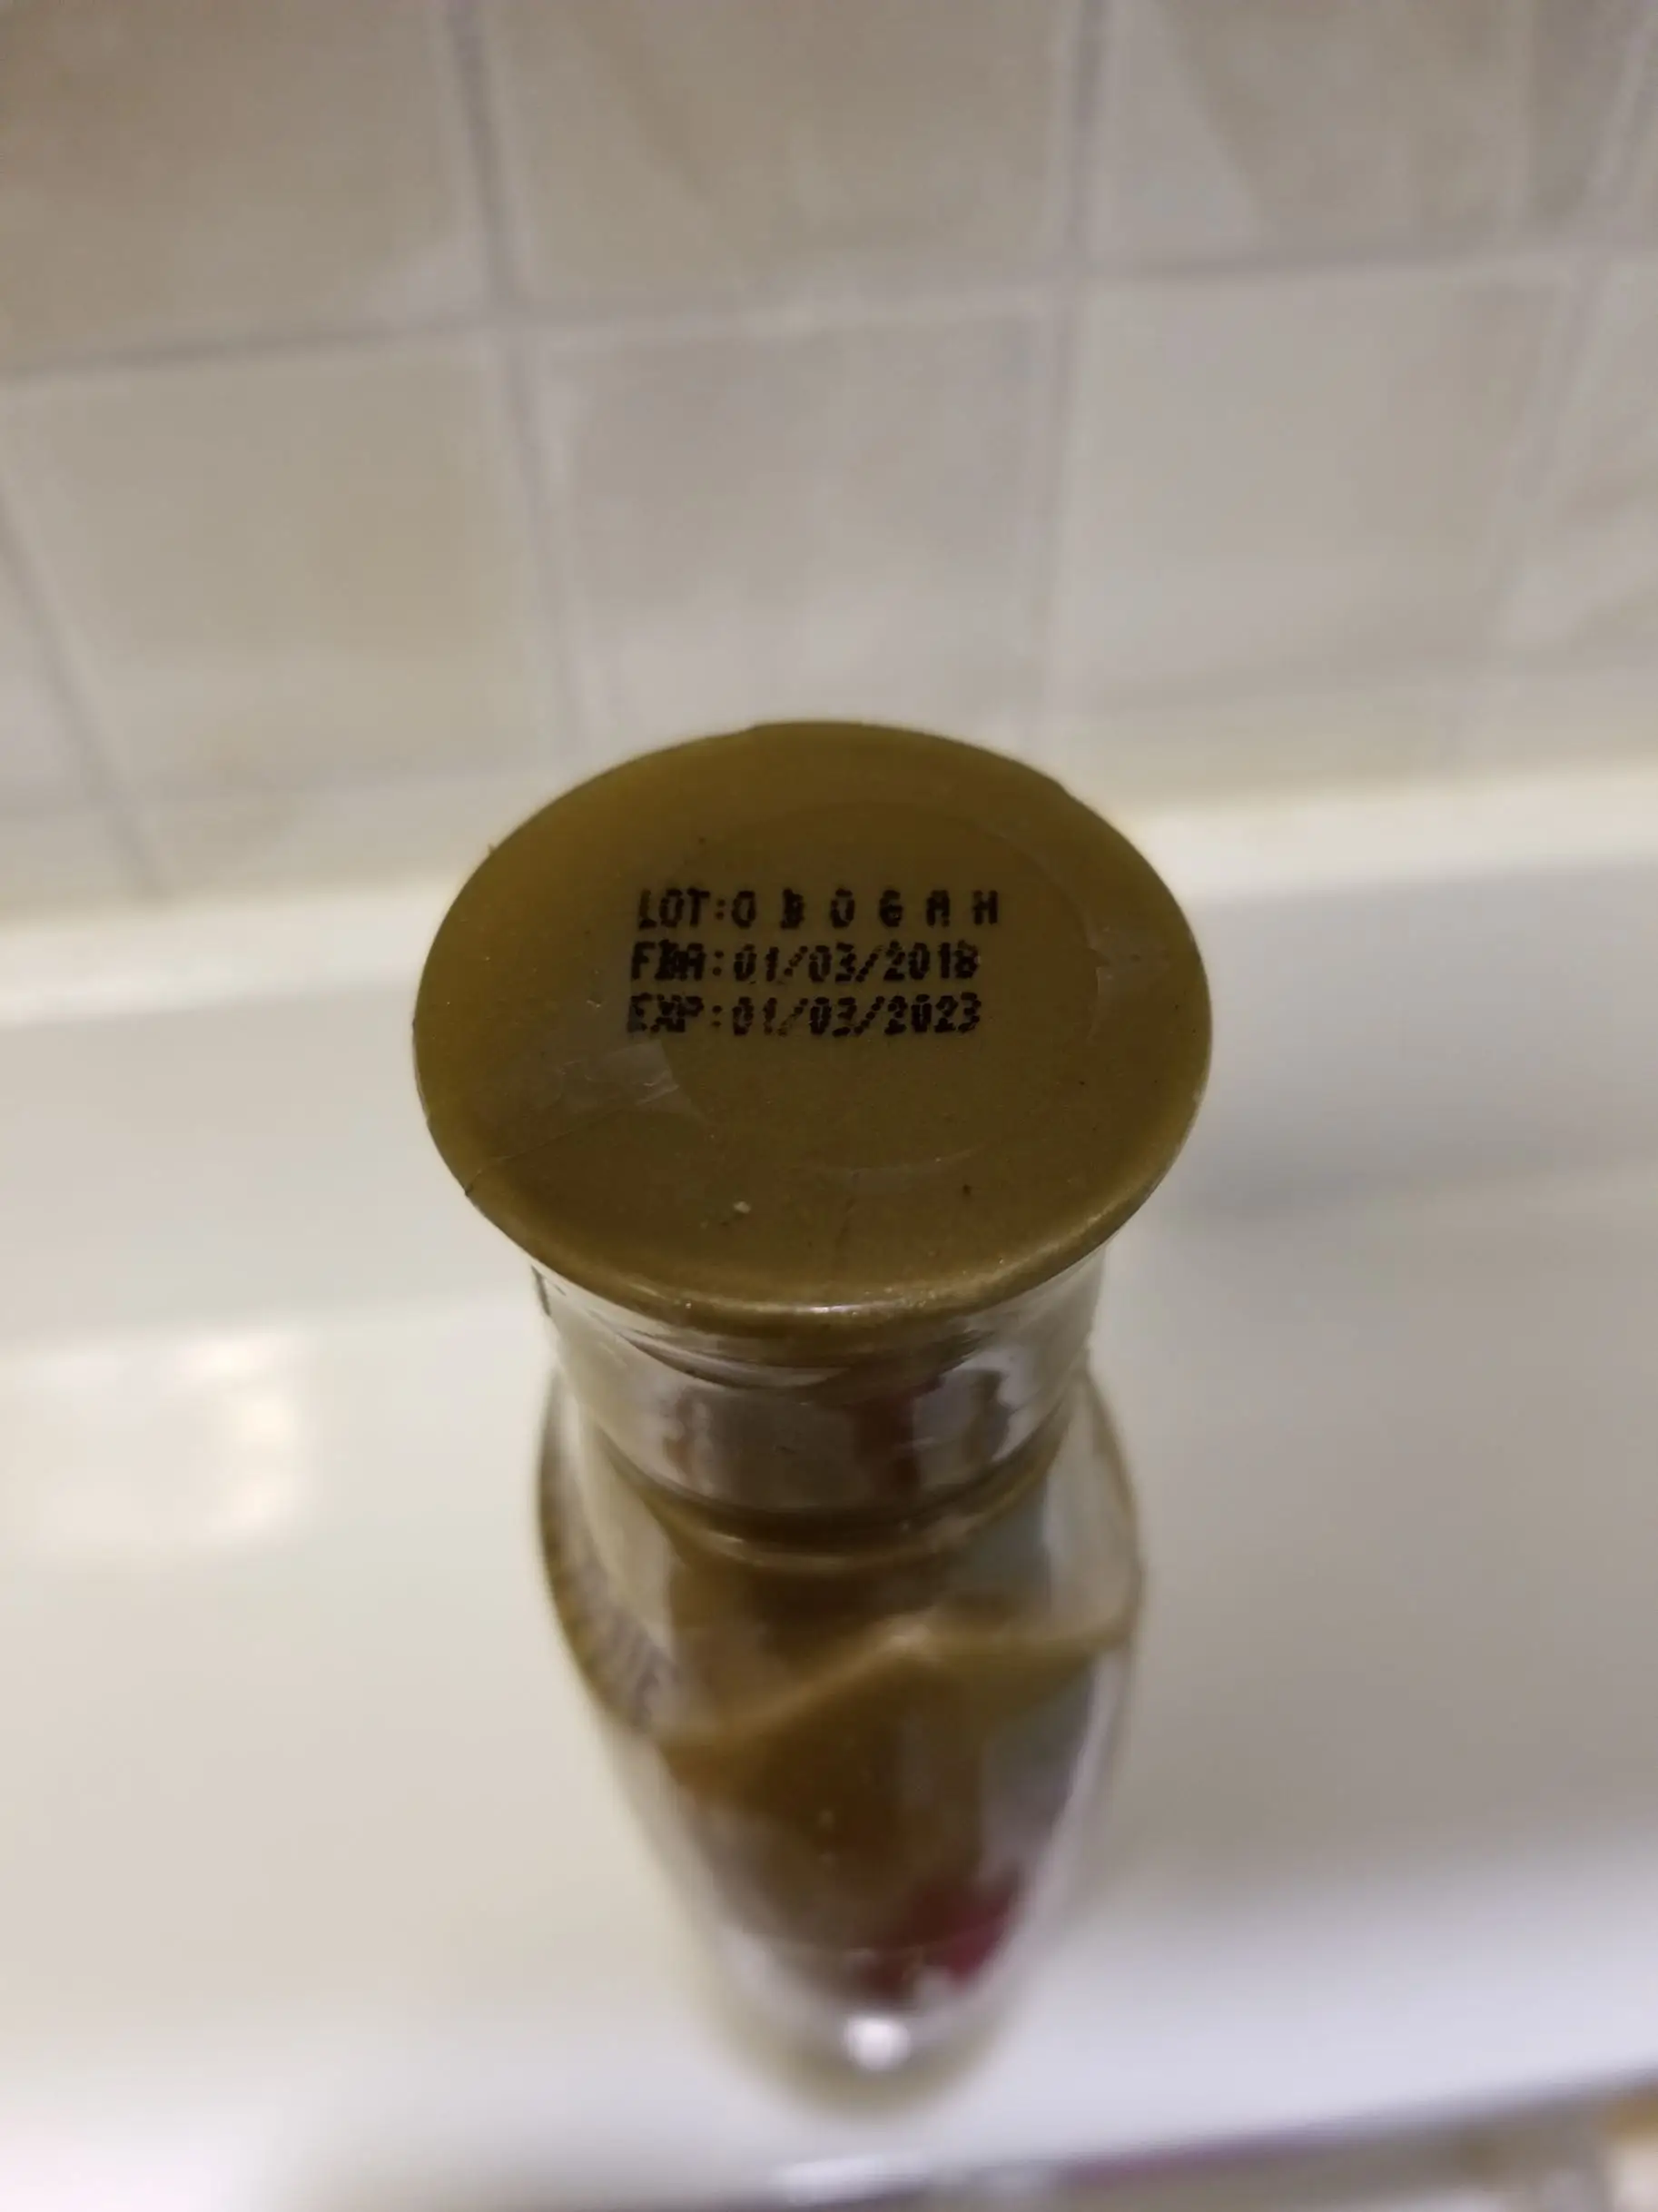 LOT:0 B 0 6 A H
FBA:01/03/2018
EXP:01/03/2023